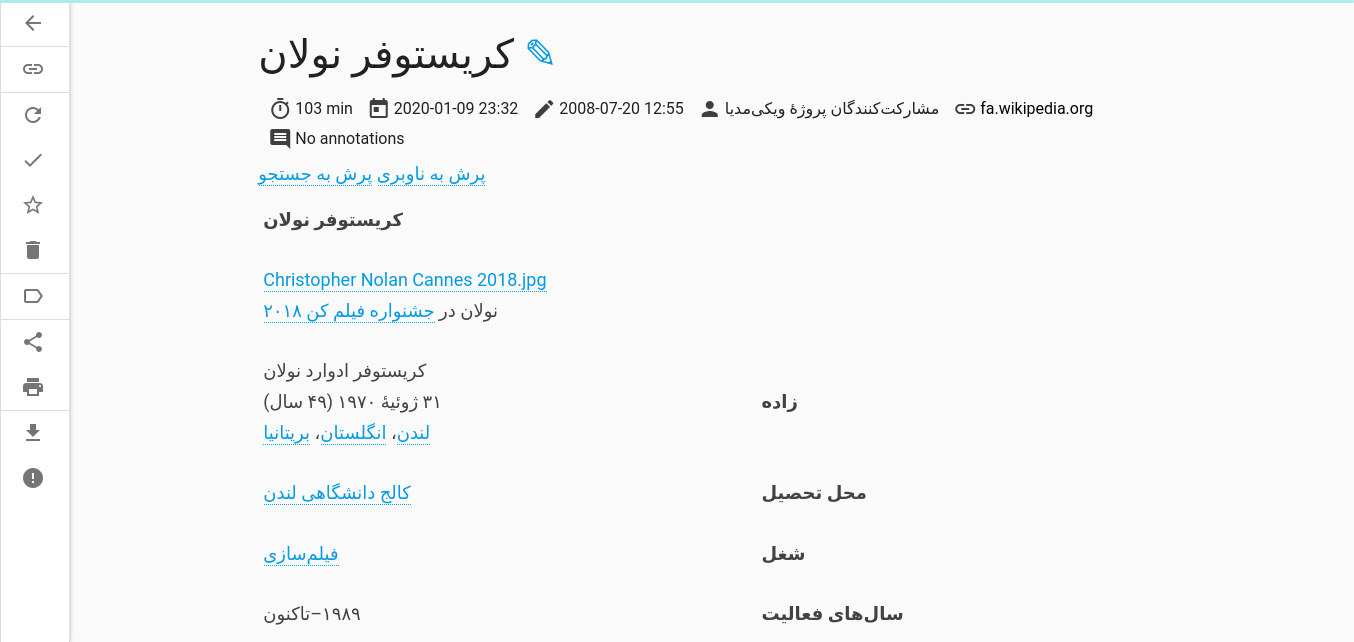 کریستوفر نولان
103 min 2020-01-09 23:32 2008-07-20 12:55 مشارکت‌کنندگان پروژهٔ ویکی‌مدیا fa.wikipedia.org
No annotations
پرش به ناوبری پرش به جستجو
کریستوفر نولان
Christopher Nolan Cannes 2018.jpg
نولان در جشنواره فیلم کن ۲۰۱۸
کریستوفر ادوارد نولان
زاده ۳۱ ژوئیهٔ ۱۹۷۰ (۴۹ سال)
لندن، انگلستان، بریتانیا
محل تحصیل کالج دانشگاهی لندن
شغل فیلم‌سازی
سال‌های فعالیت ۱۹۸۹–تاکنون